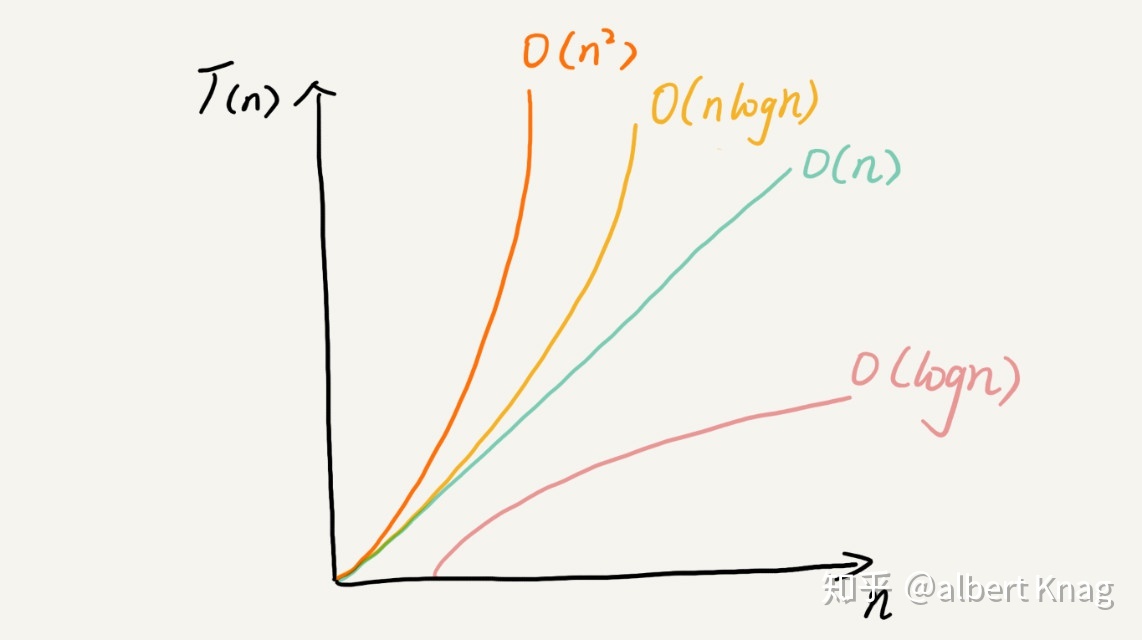 O(n²)
T(n)
O(nlogn)
O(n)
O(logn)
n
知乎 @albert Knag